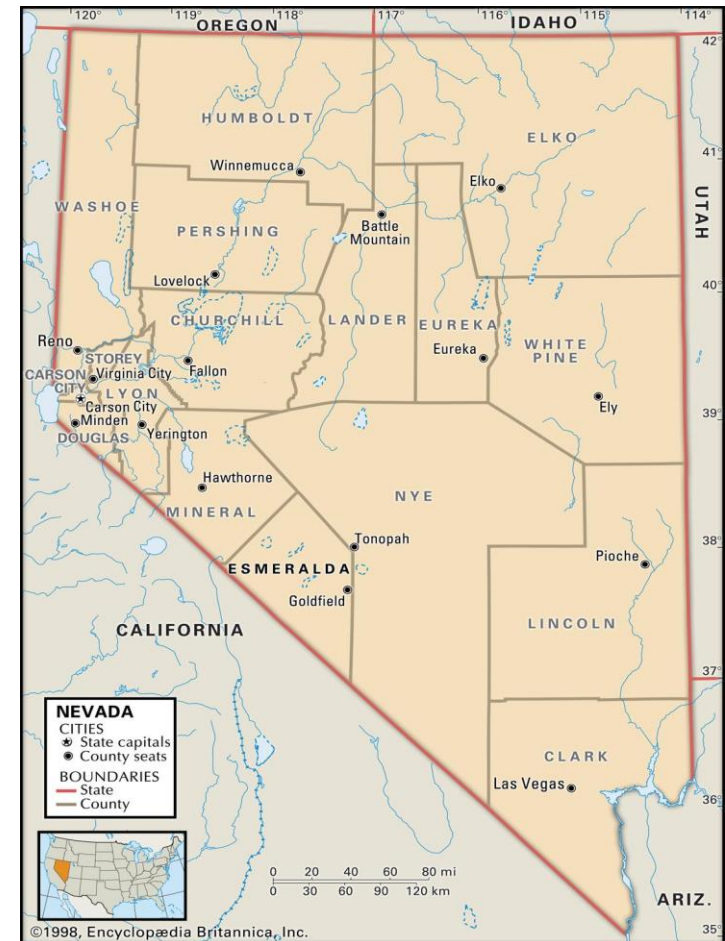 120° 119° 118° 117° 116° 115° 114°
OREGON IDAHO
42°
HUMBOLDT
ELKO
41°
Winnemucca
Elko
UTAH
WASHOE
Battle
Mountain
PERSHING
Lovelock
40°
CHURCHILL LANDER EUREKA
WHITE
PINE
Reno
STOREY
Eureka
Fallon
CARSON
CITY
Virginia City
LYON
Carson City
Ely
Minden
39°
DOUGLAS
Yerington
Hawthorne
NYE
MINERAL
Tonopah
38°
Pioche
ESMERALDA
Goldfield
LINCOLN
CALIFORNIA
37°
NEVADA
CITIES
State capitals
County seats
BOUNDARIES
State
County
CLARK
Las Vegas
36°
0 20 40 60 80 mi
0 30 60 90 120 km
ARIZ.
35°
©1998, Encyclopædia Britannica, Inc.